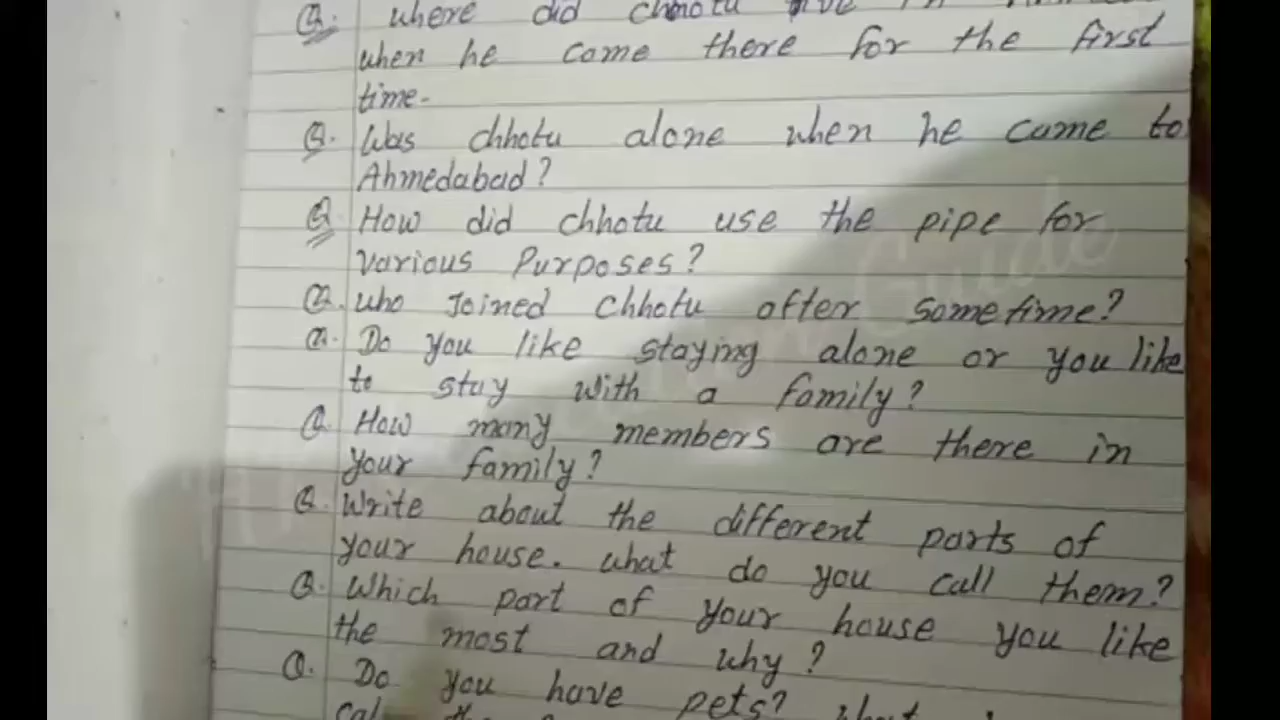 Q. where did chhotu
when he came there for the first
time-
Q. Was chhotu alone when he came to
Ahmedabad?
Q How did chhotu use the pipe for
various Purposes?
Q. who Joined Chhotu after sometime?
Q. Do you like staying alone or you like
to stay with a family?
Q How many members are there in
your family?
Q. Write about the different parts of
your house. what do you call them?
Q. Which part of your house you like
the most and why?
Q. Do you have pets?
Guide